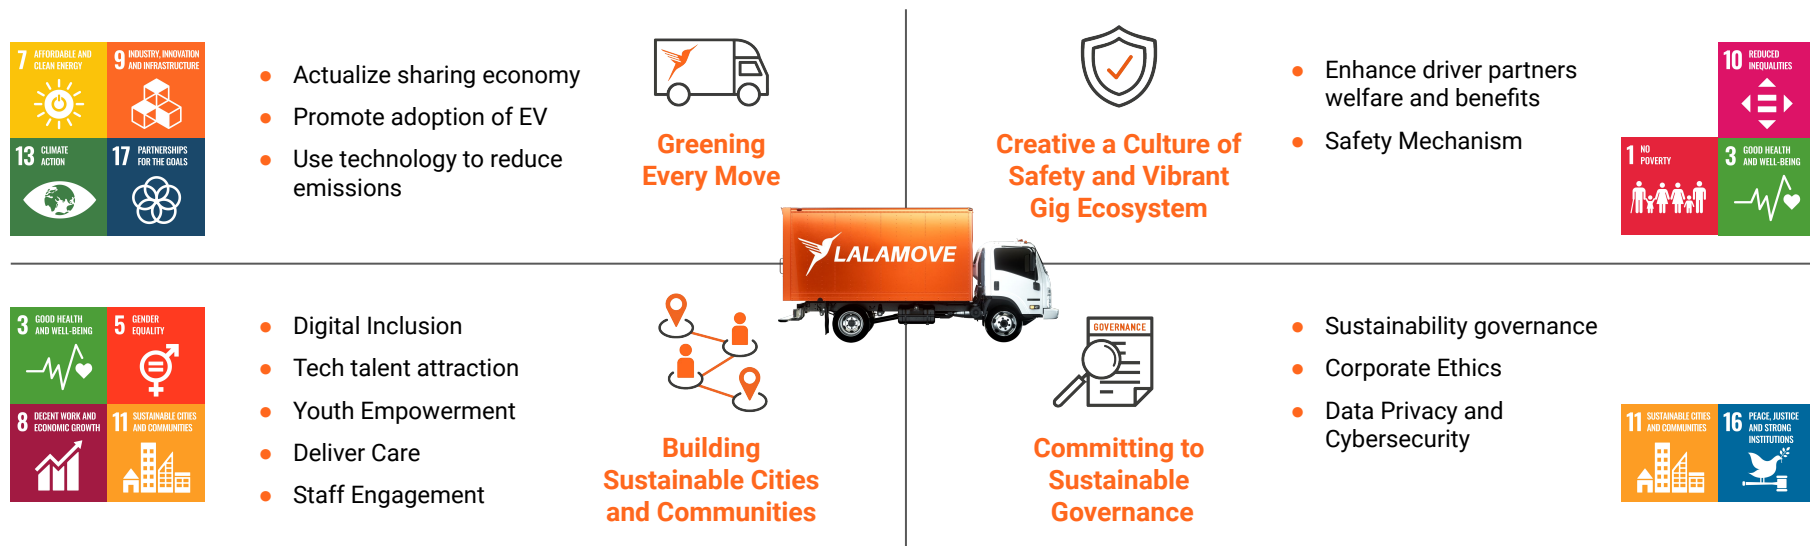 7 AFFORDABLE AND
CLEAN ENERGY
9 INDUSTRY, INNOVATION
AND INFRASTRUCTURE
13 CLIMATE
ACTION
17 PARTNERSHIPS
FOR THE GOALS
Actualize sharing economy
Promote adoption of EV
Use technology to reduce
emissions
Greening
Every Move
Creative a Culture of
Safety and Vibrant
Gig Ecosystem
Enhance driver partners
welfare and benefits
Safety Mechanism
10 REDUCED
INEQUALITIES
1 NO
POVERTY
3 GOOD HEALTH
AND WELL-BEING
LALAMOVE
3 GOOD HEALTH
AND WELL-BEING
5 GENDER
EQUALITY
8 DECENT WORK AND
ECONOMIC GROWTH
11 SUSTAINABLE CITIES
AND COMMUNITIES
Digital Inclusion
Tech talent attraction
Youth Empowerment
Deliver Care
Staff Engagement
Building
Sustainable Cities
and Communities
GOVERNANCE
Committing to
Sustainable
Governance
Sustainability governance
Corporate Ethics
Data Privacy and
Cybersecurity
11 SUSTAINABLE CITIES
AND COMMUNITIES
16 PEACE, JUSTICE
AND STRONG
INSTITUTIONS